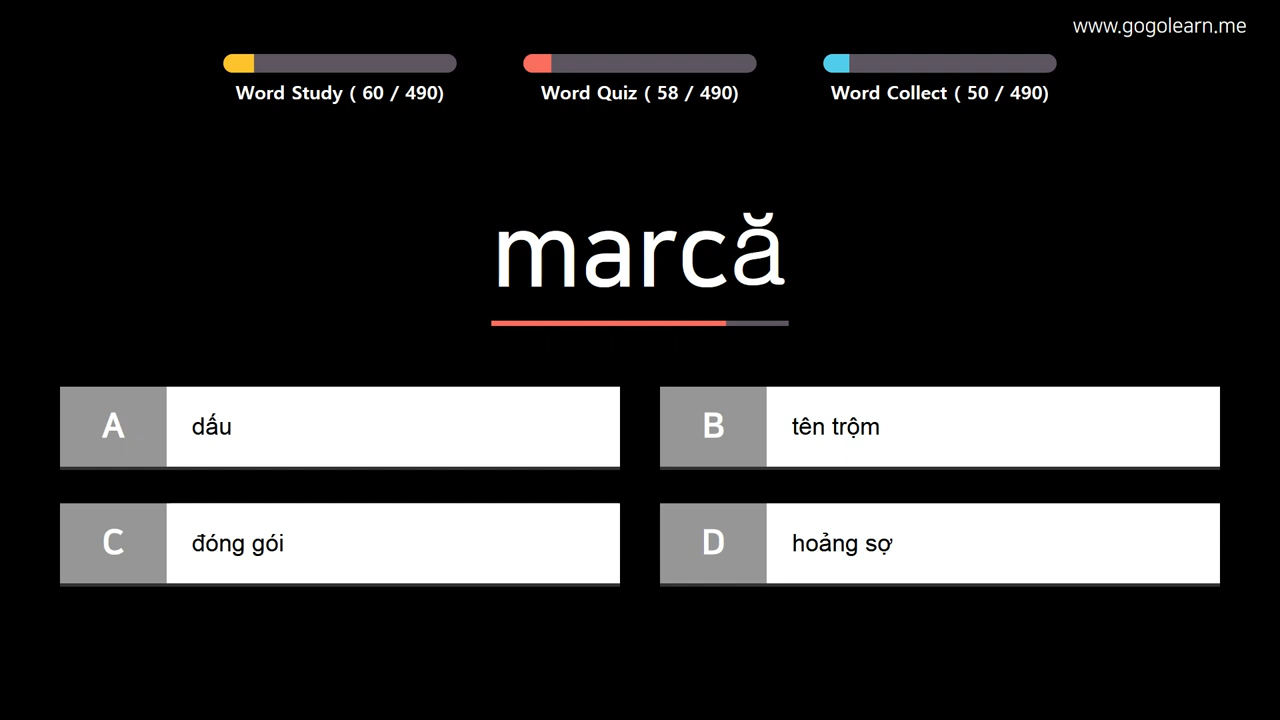 www.gogolearn.me
Word Study ( 60 / 490)
Word Quiz ( 58 / 490)
Word Collect ( 50 / 490)
marcă
A dấu
B tên trộm
C đóng gói
D hoảng sợ